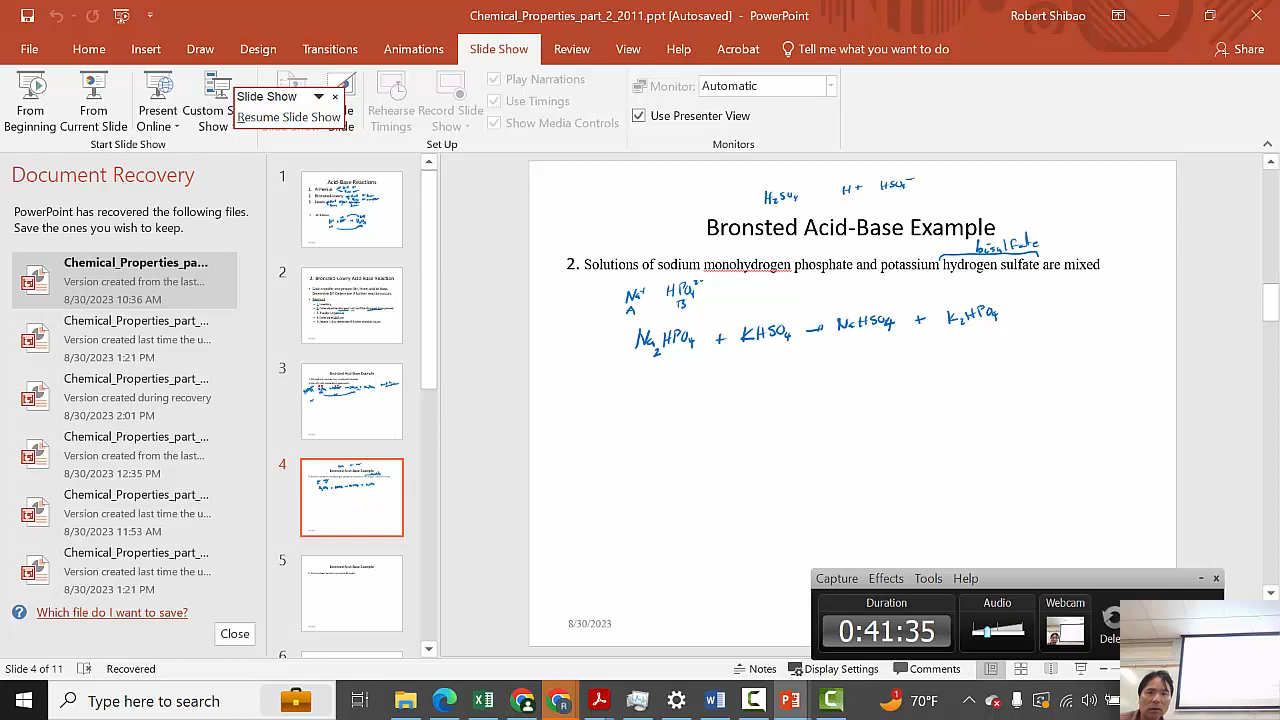 Chemical_Properties_part_2_2011.ppt [Autosaved] - PowerPoint
Robert Shibao
File Home Insert Draw Design Transitions Animations Slide Show Review View Help Acrobat Tell me what you want to do Share
From Beginning
From Current Slide
Present Online
Custom S Show
Slide Show
Resume Slide Show
Rehearse Timings
Record Slide Show
Play Narrations
Use Timings
Show Media Controls
Monitor: Automatic
Use Presenter View
Start Slide Show
Set Up
Monitors
Document Recovery
PowerPoint has recovered the following files.
Save the ones you wish to keep.
Chemical_Properties_pa...
Version created from the last...
8/30/2023 10:36 AM
Chemical_Properties_part_...
Version created last time the u...
8/30/2023 1:21 PM
Chemical_Properties_part_...
Version created during recovery
8/30/2023 2:01 PM
Chemical_Properties_part_...
Version created from the last...
8/30/2023 12:35 PM
Chemical_Properties_part_...
Version created last time the u...
8/30/2023 11:53 AM
Chemical_Properties_part_...
Version created last time the u...
8/30/2023 1:21 PM
Which file do I want to save?
Close
1
Acid-Base Reactions
2
3
4
5
6
H₂SO₄ H+ HSO₄⁻
Bronsted Acid-Base Example
bisulfate
2. Solutions of sodium monohydrogen phosphate and potassium hydrogen sulfate are mixed
Na⁺ HPO₄²⁻
A B
Na₂HPO₄ + KHSO₄ → NaHSO₄ + K₂HPO₄
8/30/2023
Capture Effects Tools Help
Duration
0:41:35
Audio
Webcam
Dele
Slide 4 of 11
Recovered
Notes
Display Settings
Comments
Type here to search
70°F